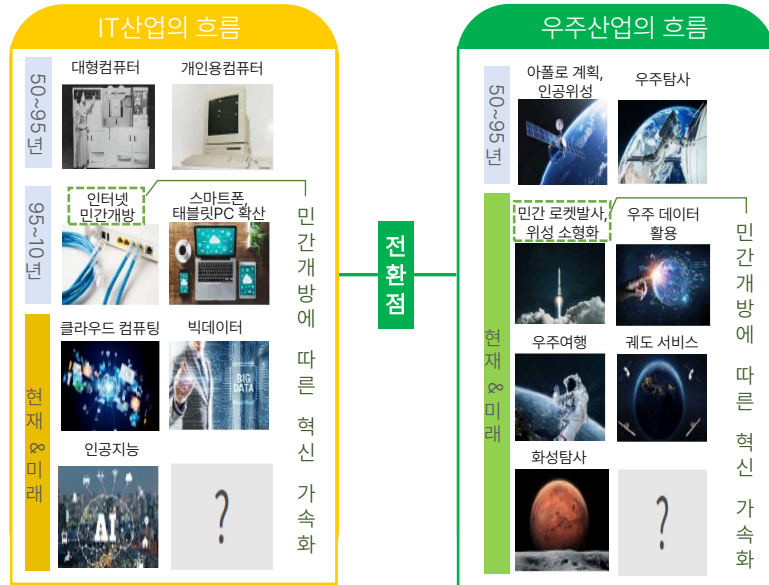 IT산업의 흐름
50~95년
대형컴퓨터
개인용컴퓨터
95~10년
인터넷
민간개방
스마트폰,
태블릿PC 확산
현재 & 미래
클라우드 컴퓨팅
빅데이터
BIG
DATA
인공지능
AI
?
민간개방에 따른 혁신 가속화
전환점
우주산업의 흐름
50~95년
아폴로 계획,
인공위성
우주탐사
현재 & 미래
민간 로켓발사,
위성 소형화
우주 데이터
활용
우주여행
궤도 서비스
화성탐사
?
민간개방에 따른 혁신 가속화